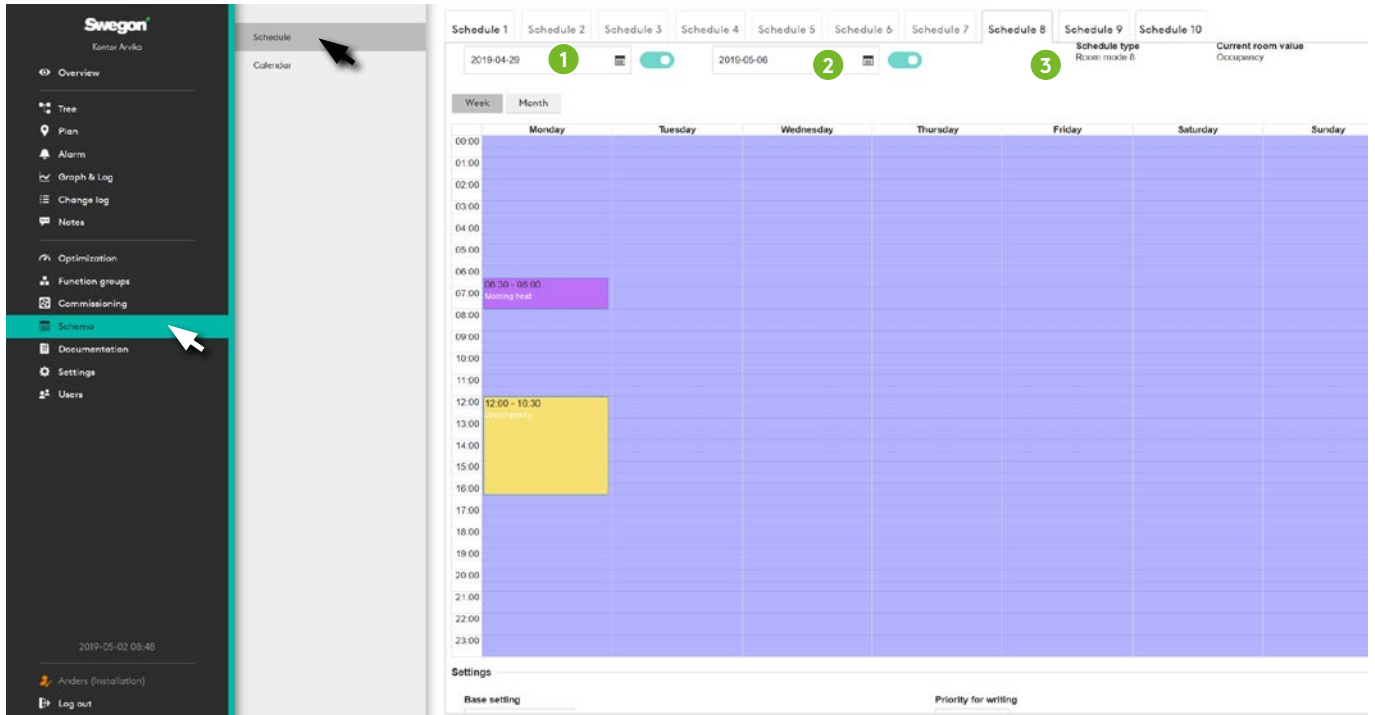 Swegon
Kontor Arvika
Overview
Tree
Plan
Alarm
Graph & Log
Change log
Notes
Optimization
Function groups
Commissioning
Schema
Documentation
Settings
Users
2019-05-02 08:48
Anders (Installation)
Log out
Schedule
Calendar
Schedule 1 Schedule 2 Schedule 3 Schedule 4 Schedule 5 Schedule 6 Schedule 7 Schedule 8 Schedule 9 Schedule 10
2019-04-29 1 2019-05-06 2 3
Schedule type Current room value
Room mode 8 Occupency
Week Month
Monday Tuesday Wednesday Thursday Friday Saturday Sunday
00:00
01:00
02:00
03:00
04:00
05:00
06:00
06:30 - 08:00
07:00 Morning heat
08:00
09:00
10:00
11:00
12:00 12:00 - 16:30
Unoccupency
13:00
14:00
15:00
16:00
17:00
18:00
19:00
20:00
21:00
22:00
23:00
Settings
Base setting Priority for writing